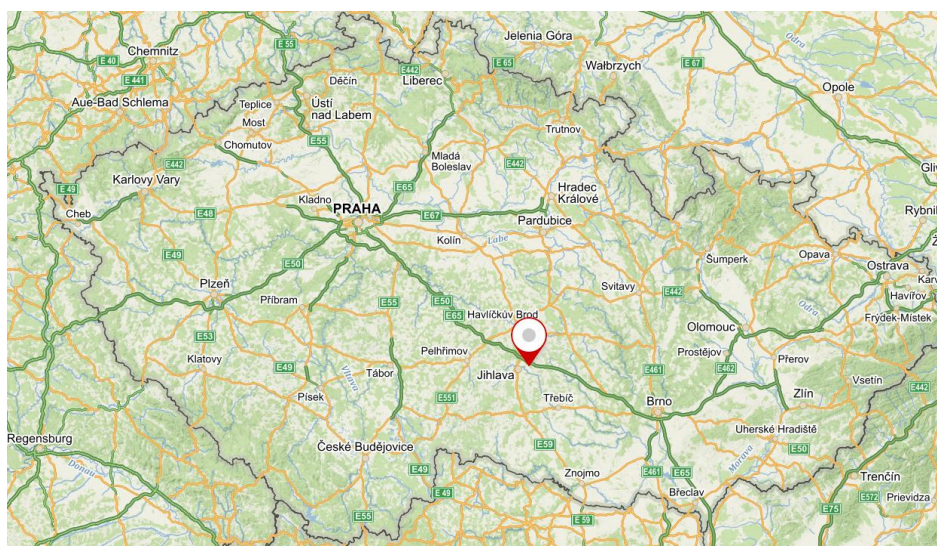 Jelenia Góra
E 55
Chemnitz
Odra
E 40
E 65
Wałbrzych
E 67
E442
Liberec
Děčín
E 441
Opole
Aue-Bad Schlema
Teplice
Ústí
nad Labem
Most
Trutnov
Chomutov
E55
Mladá
Boleslav
E442
E442
Karlovy Vary
E 49
E65
Hradec
Králové
Kladno
PRAHA
Cheb
E48
E67
Pardubice
Kolín
Labe
E49
E50
Šumperk
Opava
Ostrava
Plzeň
Svitavy
E442
Havířov
Příbram
E55
E50
E65
Havlíčkův Brod
Odra
Frýdek-Místek
Olomouc
E53
Pelhřimov
Prostějov
Přerov
Klatovy
E49
Vltava
Tábor
Jihlava
E461
E462
Vsetín
E442
Písek
E551
Třebíč
Brno
Zlín
Regensburg
České Budějovice
E59
Uherské Hradiště
E50
Donau
E49
Znojmo
E461
E65
Morava
Trenčín
E 49
Břeclav
E572
Prievidza
E55
E 59
E75